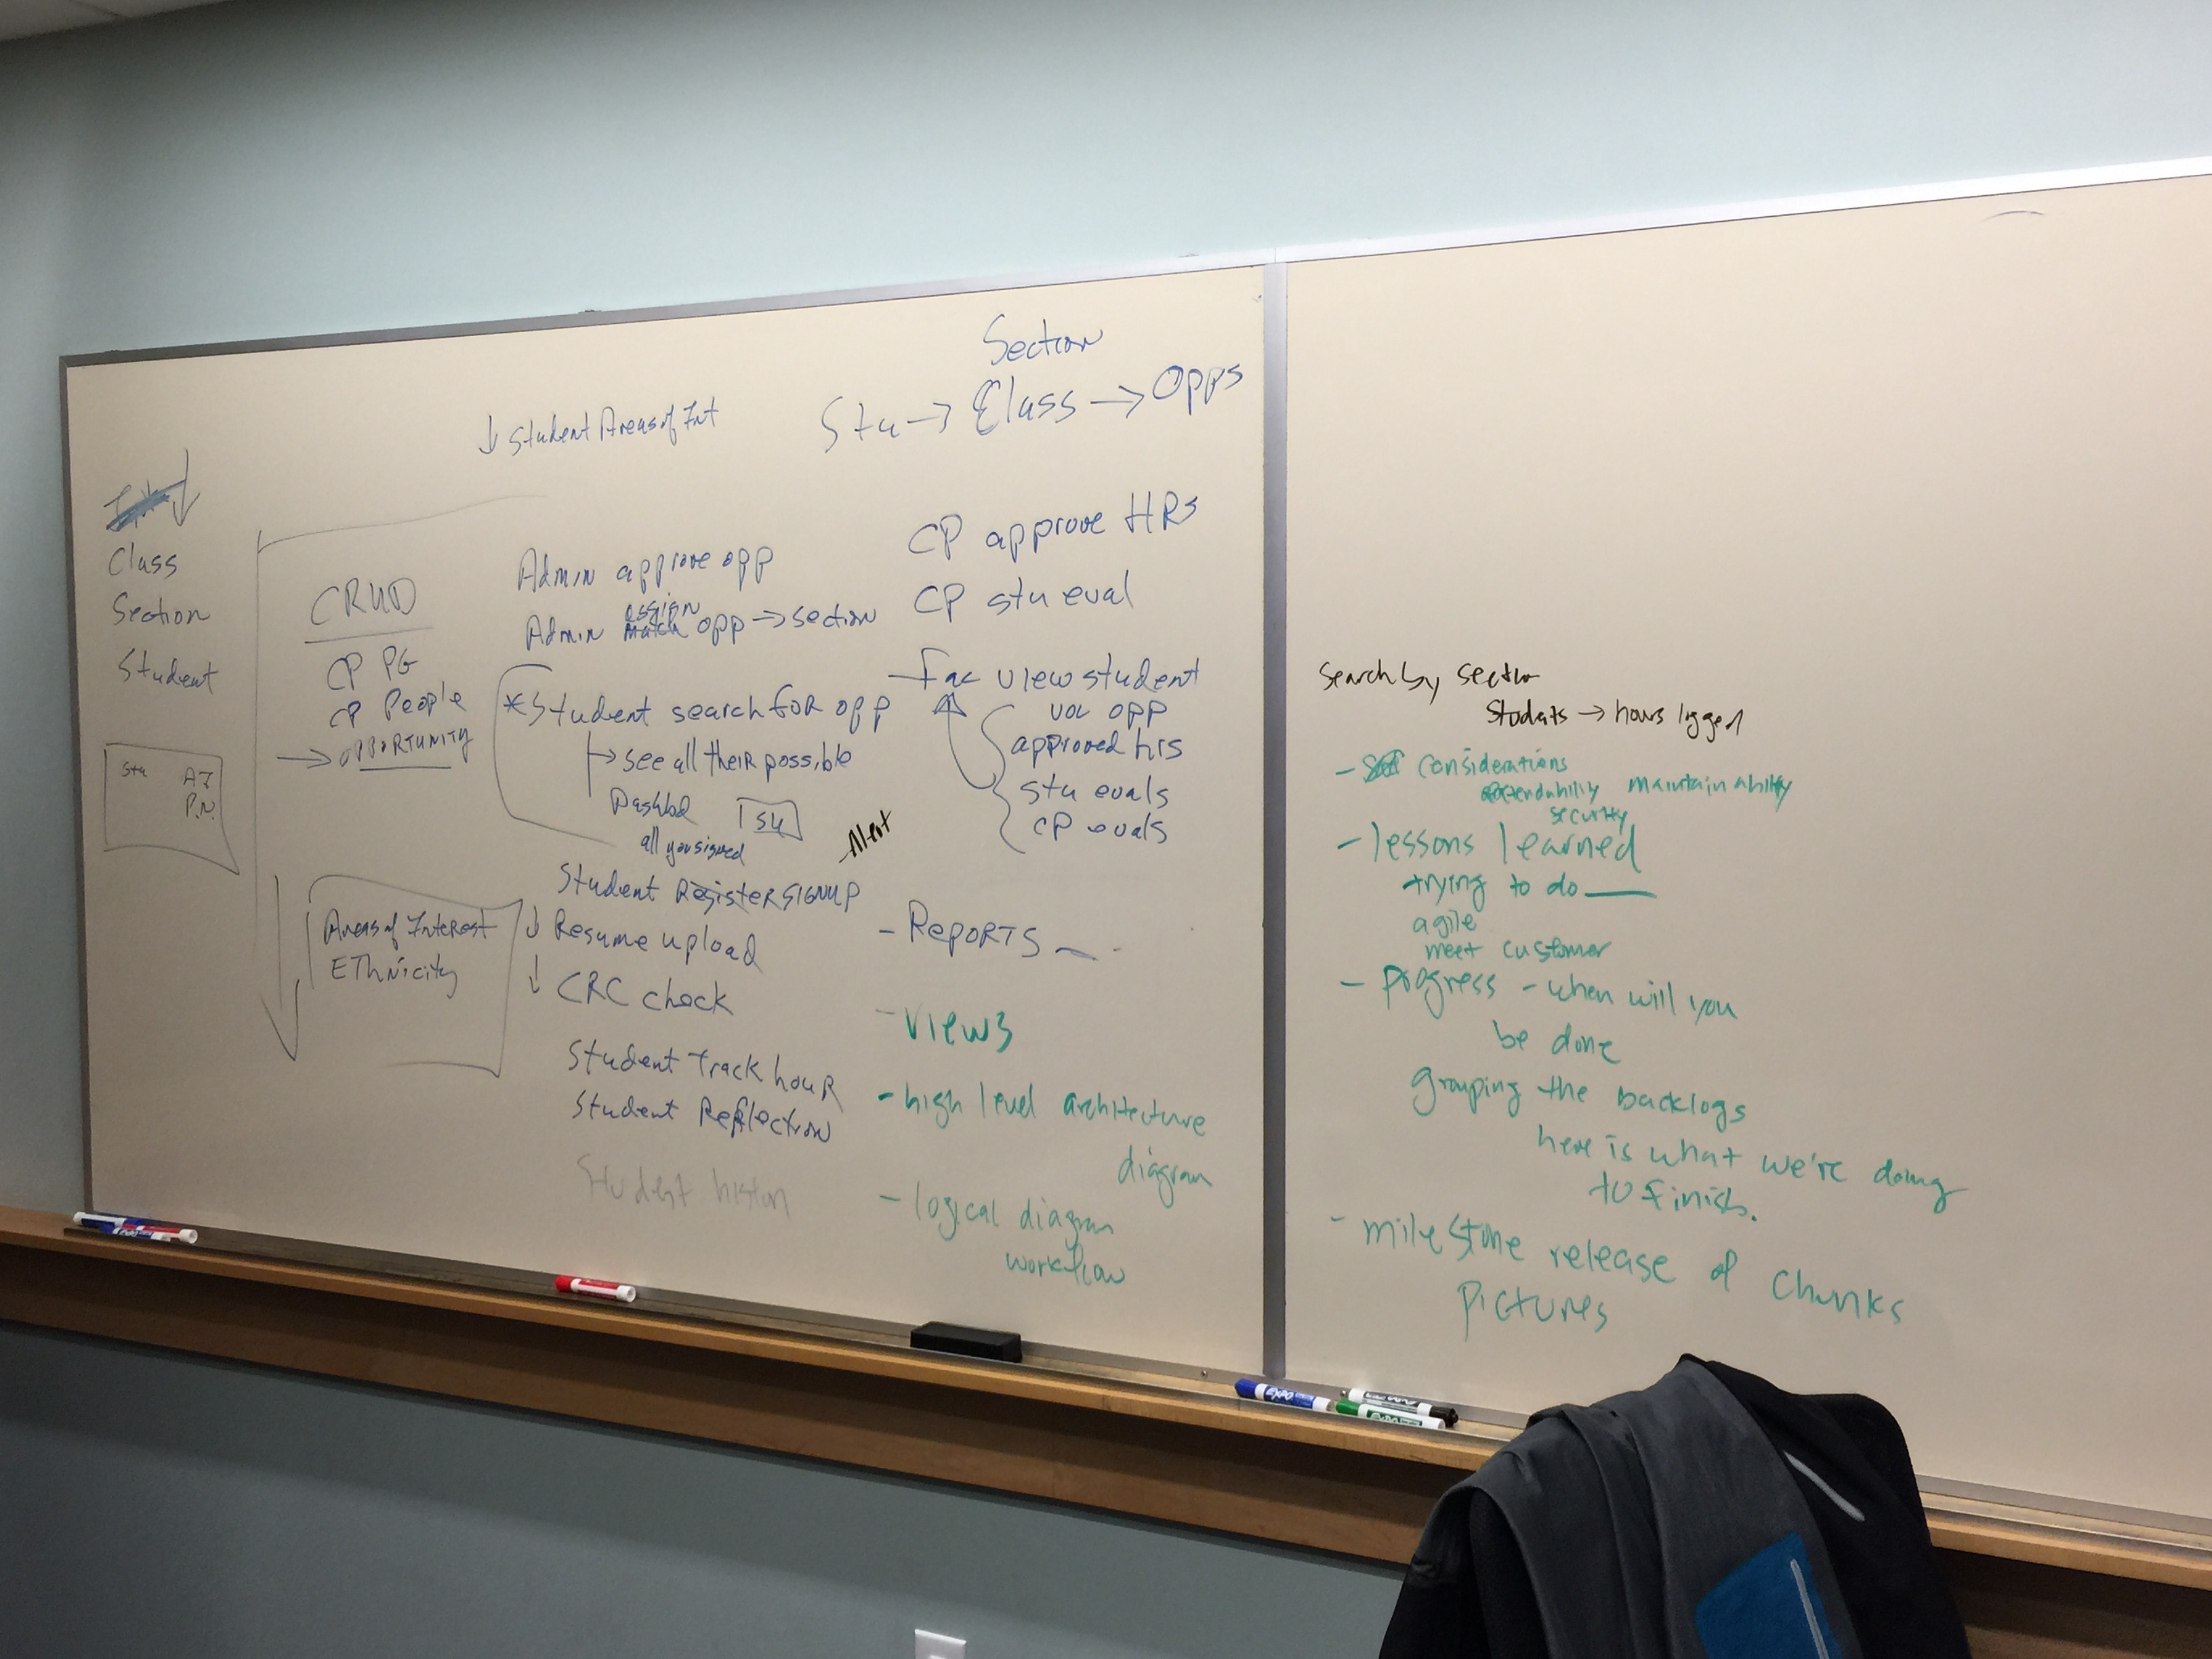 Section
Stu → Class → Opps
↓ Student Areas of Int
Class
Section
Student
Stu AI
P.N.
CRUD
CP PG
CP People
→ OPPORTUNITY
Areas of Interest
EThnicity
Admin approve opp
assign
Admin match opp → section
*Student search for opp
→ see all their possible
all you signed
Alert
Student Register SIGNUP
↓ Resume upload
↓ CRC check
Student Track hour
Student Reflection
Student
CP approve HRs
CP stu eval
- Fac view student
vol opp
approved hrs
stu evals
CP evals
- Reports
- Views
- high level architecture
diagram
- logical diagram
workflow
Search by section
Students → hours logged
- considerations
maintainability
security
- lessons learned
trying to do ___
agile
meet customer
- progress - when will you
be done
grouping the backlogs
here is what we're doing
to finish.
- milestone release of chunks
pictures
EXPO